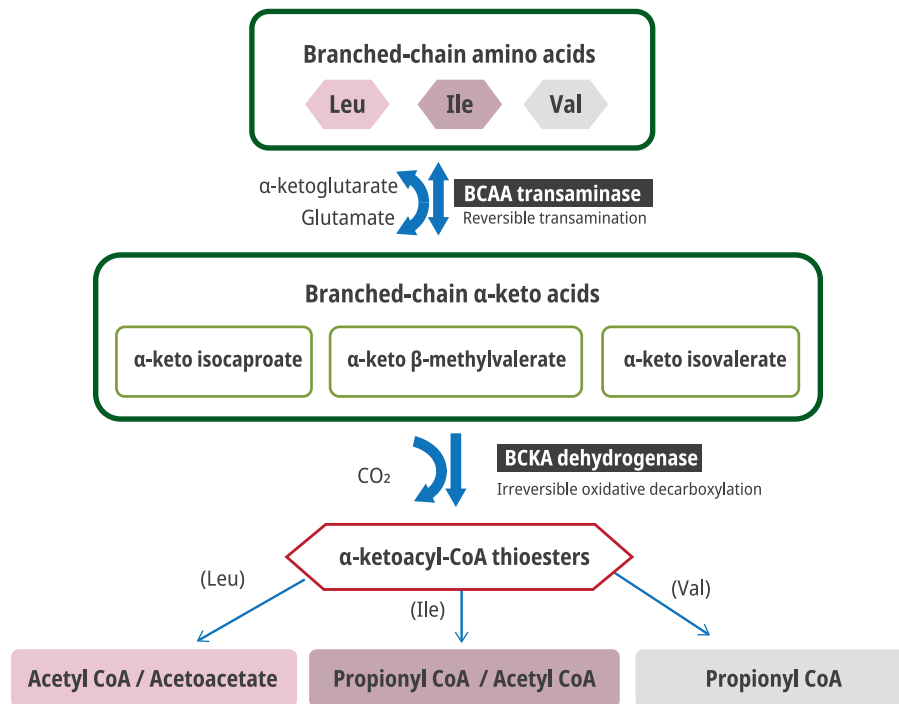 Branched-chain amino acids
Leu
Ile
Val
α-ketoglutarate
Glutamate
BCAA transaminase
Reversible transamination
Branched-chain α-keto acids
α-keto isocaproate
α-keto β-methylvalerate
α-keto isovalerate
CO₂
BCKA dehydrogenase
Irreversible oxidative decarboxylation
α-ketoacyl-CoA thioesters
(Leu)
(Ile)
(Val)
Acetyl CoA / Acetoacetate
Propionyl CoA / Acetyl CoA
Propionyl CoA